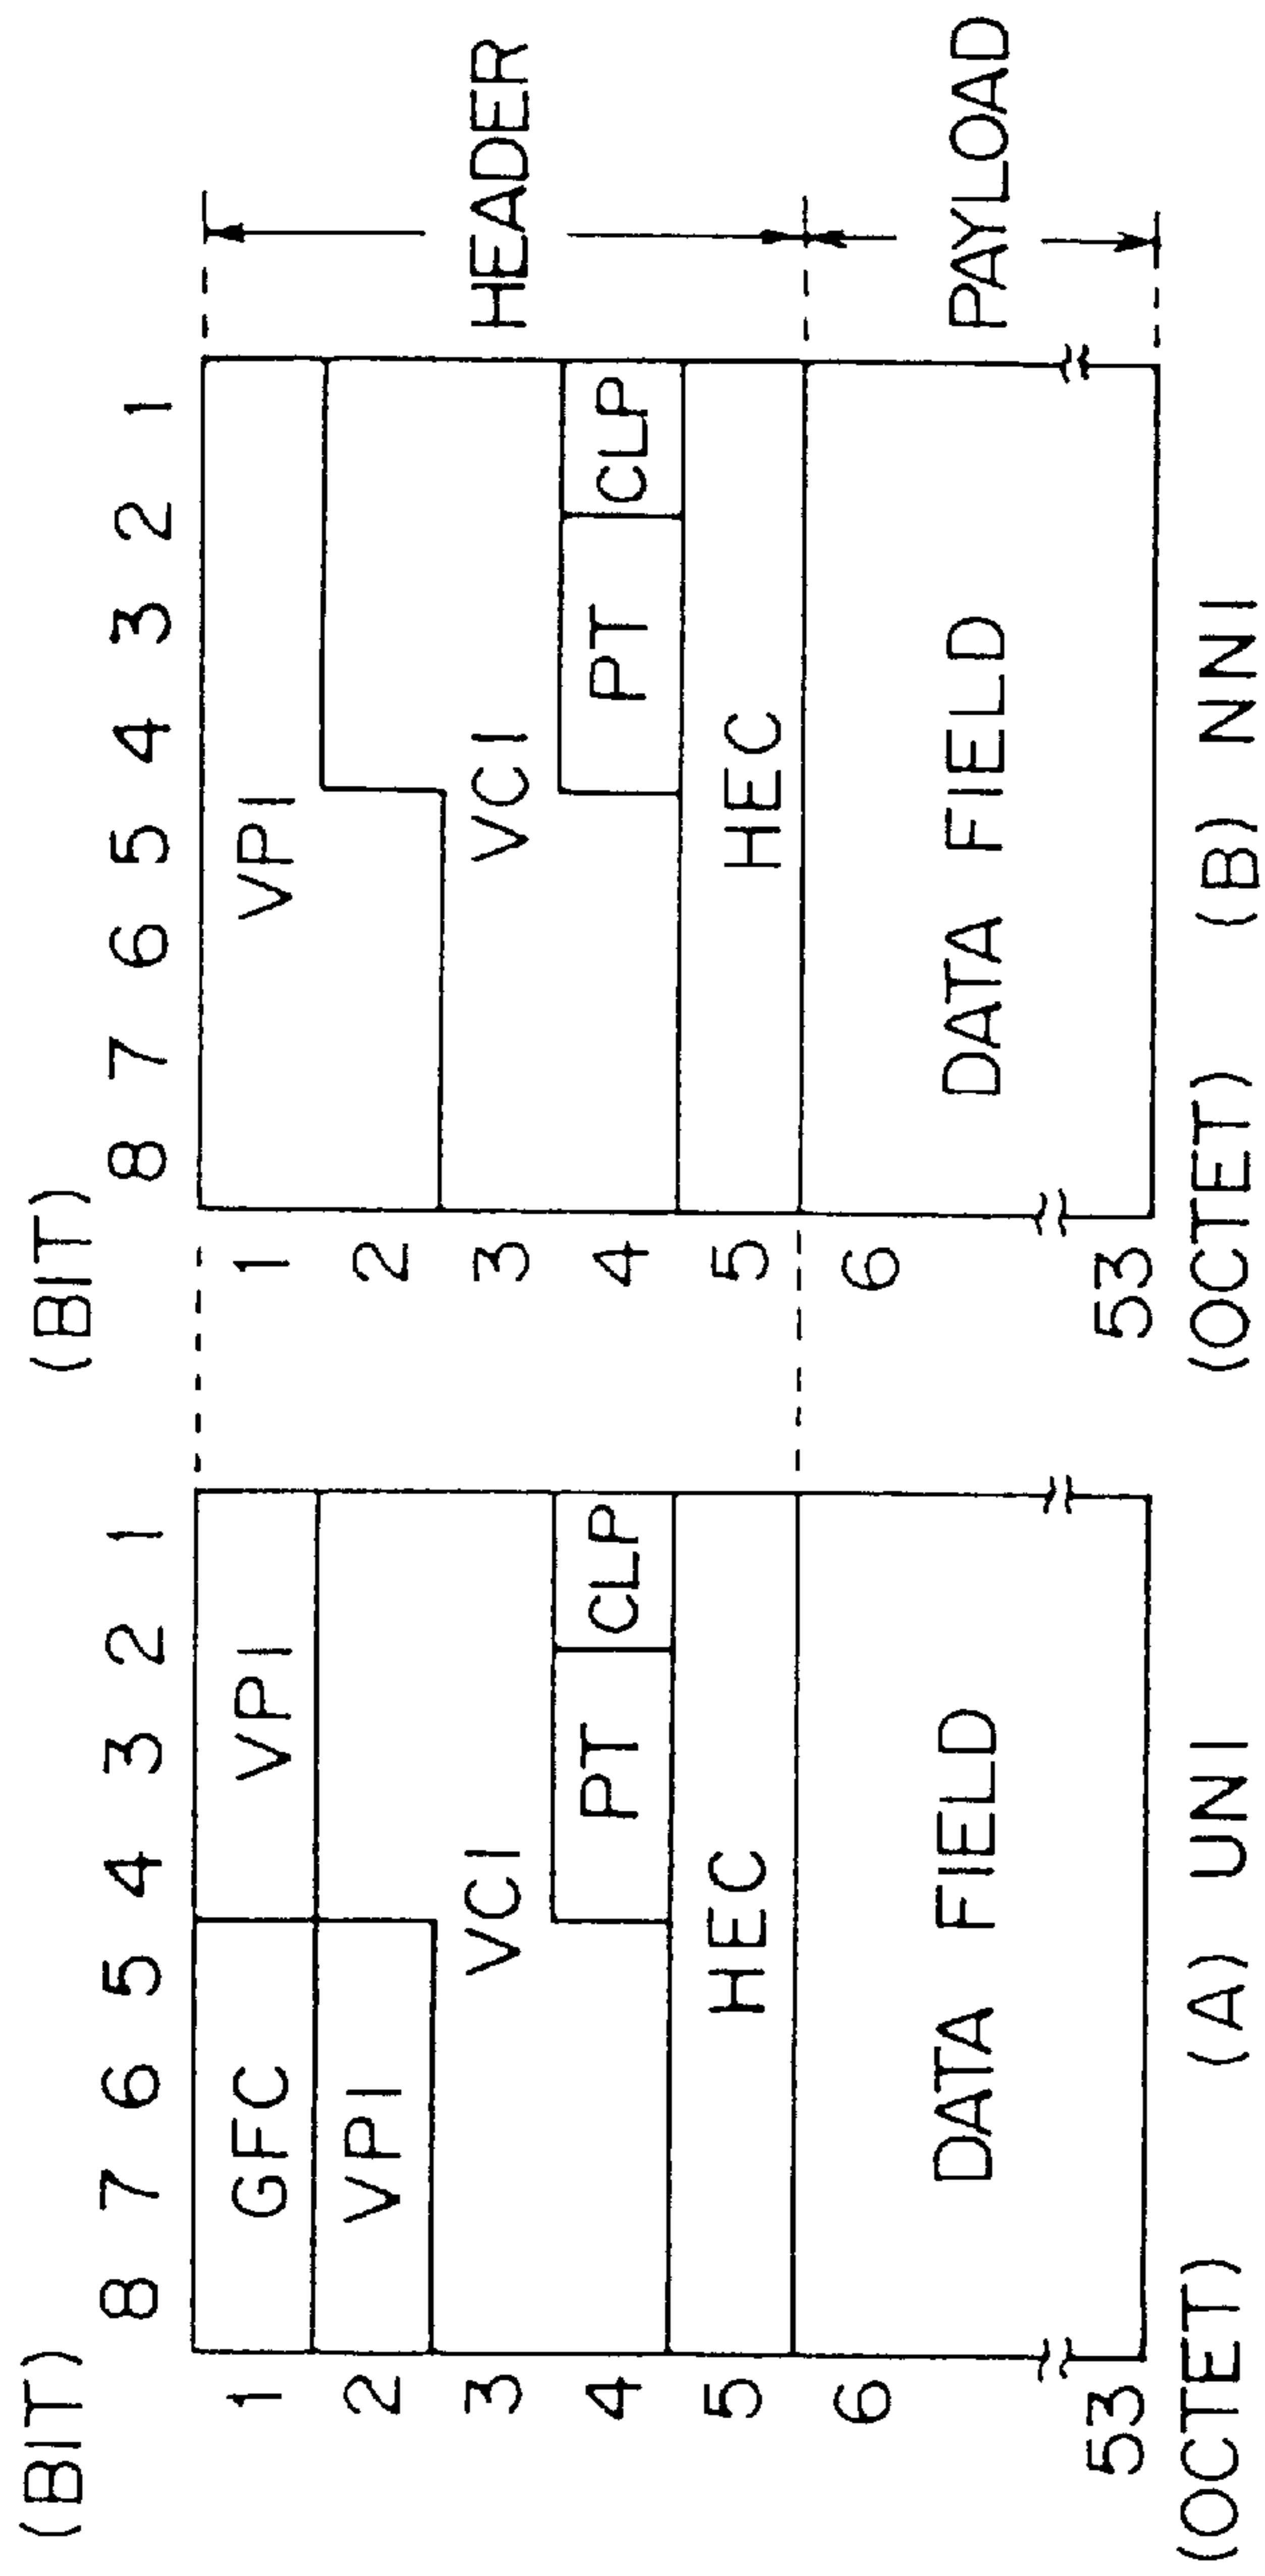 (BIT)
8 7 6 5 4 3 2 1
1 GFC VPI
2 VPI
3 VCI
4 PT CLP
5 HEC
6 DATA FIELD
53
(OCTET) (A) UNI
(BIT)
8 7 6 5 4 3 2 1
1 VPI
2
3 VCI
4 PT CLP
5 HEC
6 DATA FIELD
53
(OCTET) (B) NNI
HEADER
PAYLOAD